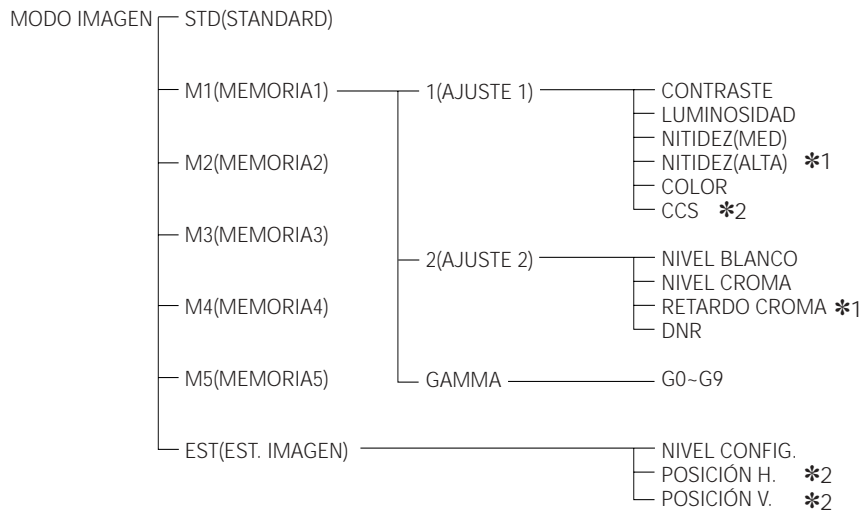 MODO IMAGEN STD(STANDARD)
M1(MEMORIA1) 1(AJUSTE 1) CONTRASTE
LUMINOSIDAD
NITIDEZ(MED)
M2(MEMORIA2) NITIDEZ(ALTA) ✱1
COLOR
CCS ✱2
M3(MEMORIA3)
2(AJUSTE 2) NIVEL BLANCO
NIVEL CROMA
M4(MEMORIA4) RETARDO CROMA ✱1
DNR
M5(MEMORIA5) GAMMA G0~G9
EST(EST. IMAGEN) NIVEL CONFIG.
POSICIÓN H. ✱2
POSICIÓN V. ✱2